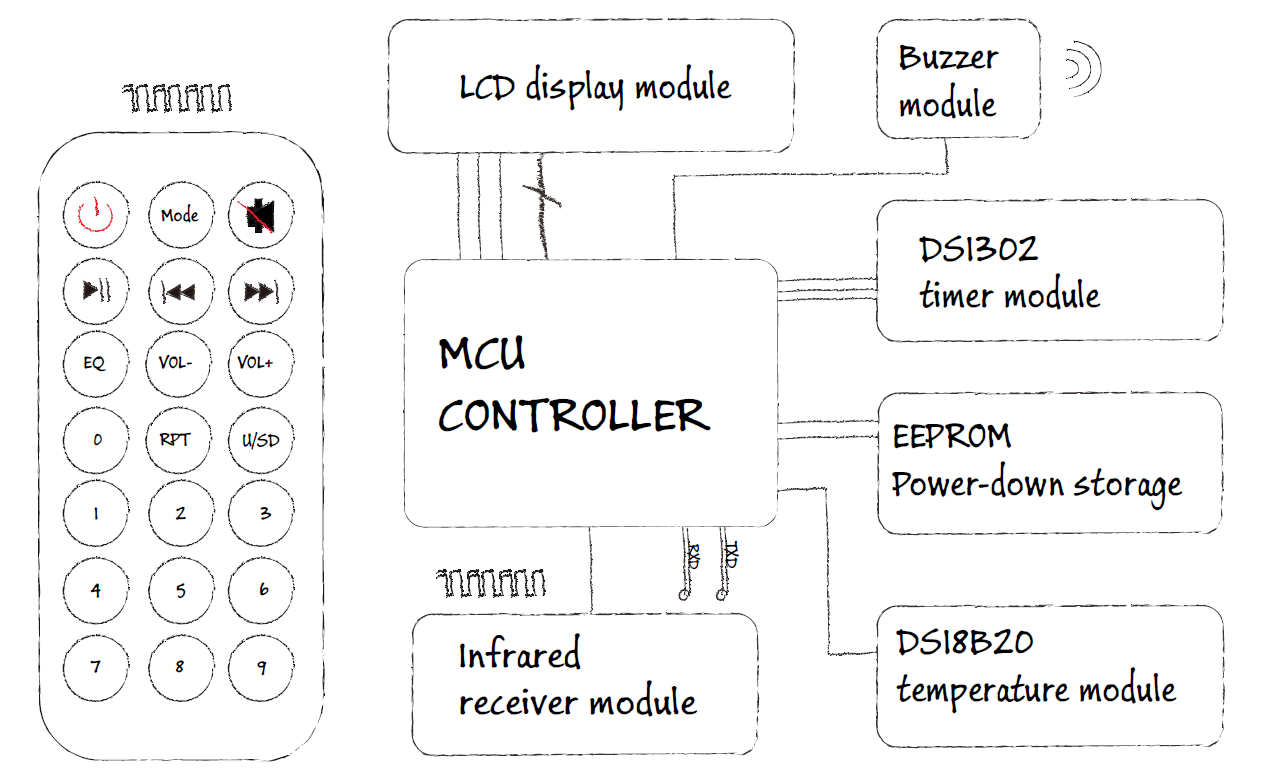 LCD display module
Buzzer
module
Mode
DS1302
timer module
MCU
CONTROLLER
EQ
VOL-
VOL+
0
RPT
U/SD
EEPROM
Power-down storage
1
2
3
RXD
TXD
4
5
6
Infrared
receiver module
DS18B20
temperature module
7
8
9